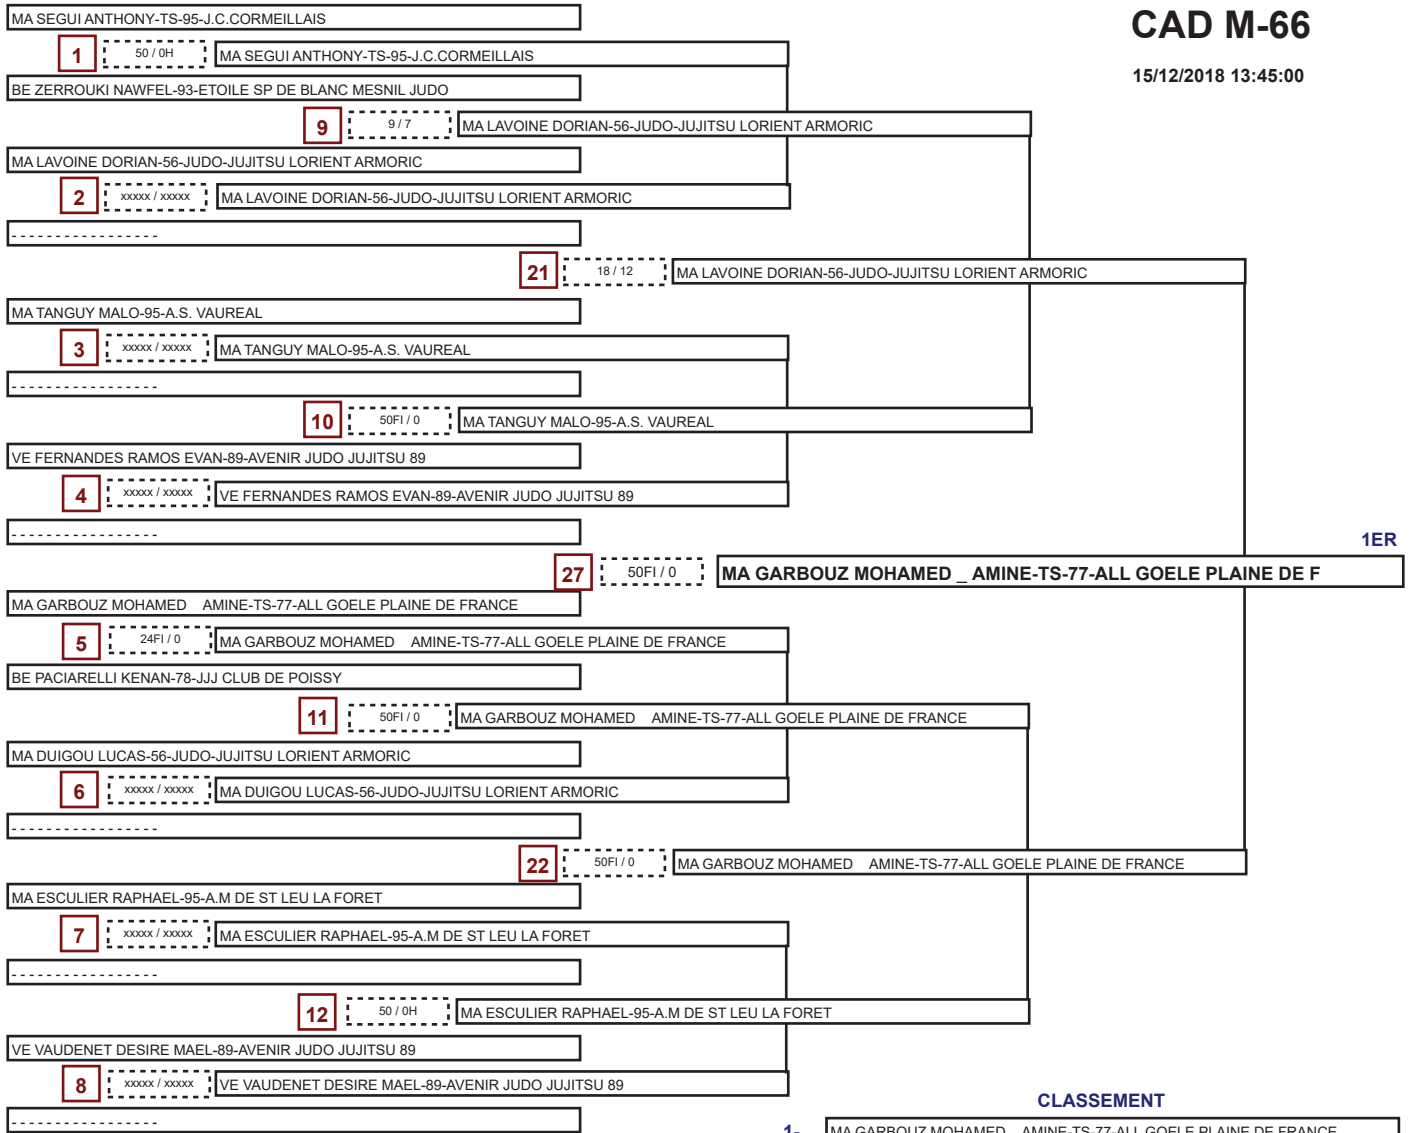 MA SEGUI ANTHONY-TS-95-J.C.CORMEILLAIS
CAD M-66
1
50 / 0H
MA SEGUI ANTHONY-TS-95-J.C.CORMEILLAIS
15/12/2018 13:45:00
BE ZERROUKI NAWFEL-93-ETOILE SP DE BLANC MESNIL JUDO
9
9 / 7
MA LAVOINE DORIAN-56-JUDO-JUJITSU LORIENT ARMORIC
MA LAVOINE DORIAN-56-JUDO-JUJITSU LORIENT ARMORIC
2
xxxxx / xxxxx
MA LAVOINE DORIAN-56-JUDO-JUJITSU LORIENT ARMORIC
- - - - - - - - - - - - - - - - -
21
18 / 12
MA LAVOINE DORIAN-56-JUDO-JUJITSU LORIENT ARMORIC
MA TANGUY MALO-95-A.S. VAUREAL
3
xxxxx / xxxxx
MA TANGUY MALO-95-A.S. VAUREAL
- - - - - - - - - - - - - - - - -
10
50FI / 0
MA TANGUY MALO-95-A.S. VAUREAL
VE FERNANDES RAMOS EVAN-89-AVENIR JUDO JUJITSU 89
4
xxxxx / xxxxx
VE FERNANDES RAMOS EVAN-89-AVENIR JUDO JUJITSU 89
- - - - - - - - - - - - - - - - -
1ER
27
50FI / 0
MA GARBOUZ MOHAMED _ AMINE-TS-77-ALL GOELE PLAINE DE F
MA GARBOUZ MOHAMED AMINE-TS-77-ALL GOELE PLAINE DE FRANCE
5
24FI / 0
MA GARBOUZ MOHAMED AMINE-TS-77-ALL GOELE PLAINE DE FRANCE
BE PACIARELLI KENAN-78-JJJ CLUB DE POISSY
11
50FI / 0
MA GARBOUZ MOHAMED AMINE-TS-77-ALL GOELE PLAINE DE FRANCE
MA DUIGOU LUCAS-56-JUDO-JUJITSU LORIENT ARMORIC
6
xxxxx / xxxxx
MA DUIGOU LUCAS-56-JUDO-JUJITSU LORIENT ARMORIC
- - - - - - - - - - - - - - - - -
22
50FI / 0
MA GARBOUZ MOHAMED AMINE-TS-77-ALL GOELE PLAINE DE FRANCE
MA ESCULIER RAPHAEL-95-A.M DE ST LEU LA FORET
7
xxxxx / xxxxx
MA ESCULIER RAPHAEL-95-A.M DE ST LEU LA FORET
- - - - - - - - - - - - - - - - -
12
50 / 0H
MA ESCULIER RAPHAEL-95-A.M DE ST LEU LA FORET
VE VAUDENET DESIRE MAEL-89-AVENIR JUDO JUJITSU 89
8
xxxxx / xxxxx
VE VAUDENET DESIRE MAEL-89-AVENIR JUDO JUJITSU 89
- - - - - - - - - - - - - - - - -
CLASSEMENT
1- MA GARBOUZ MOHAMED AMINE-TS-77-ALL GOELE PLAINE DE FRANCE